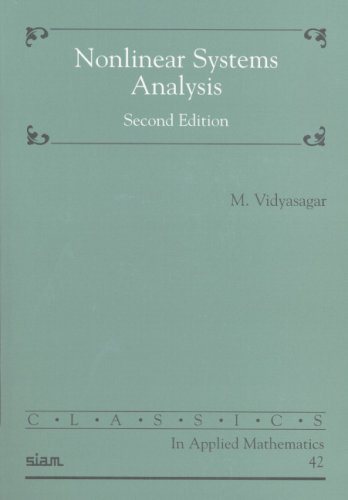 Nonlinear Systems
Analysis
Second Edition
M. Vidyasagar
C • L • A • S • S • I • C • S
In Applied Mathematics
siam
42